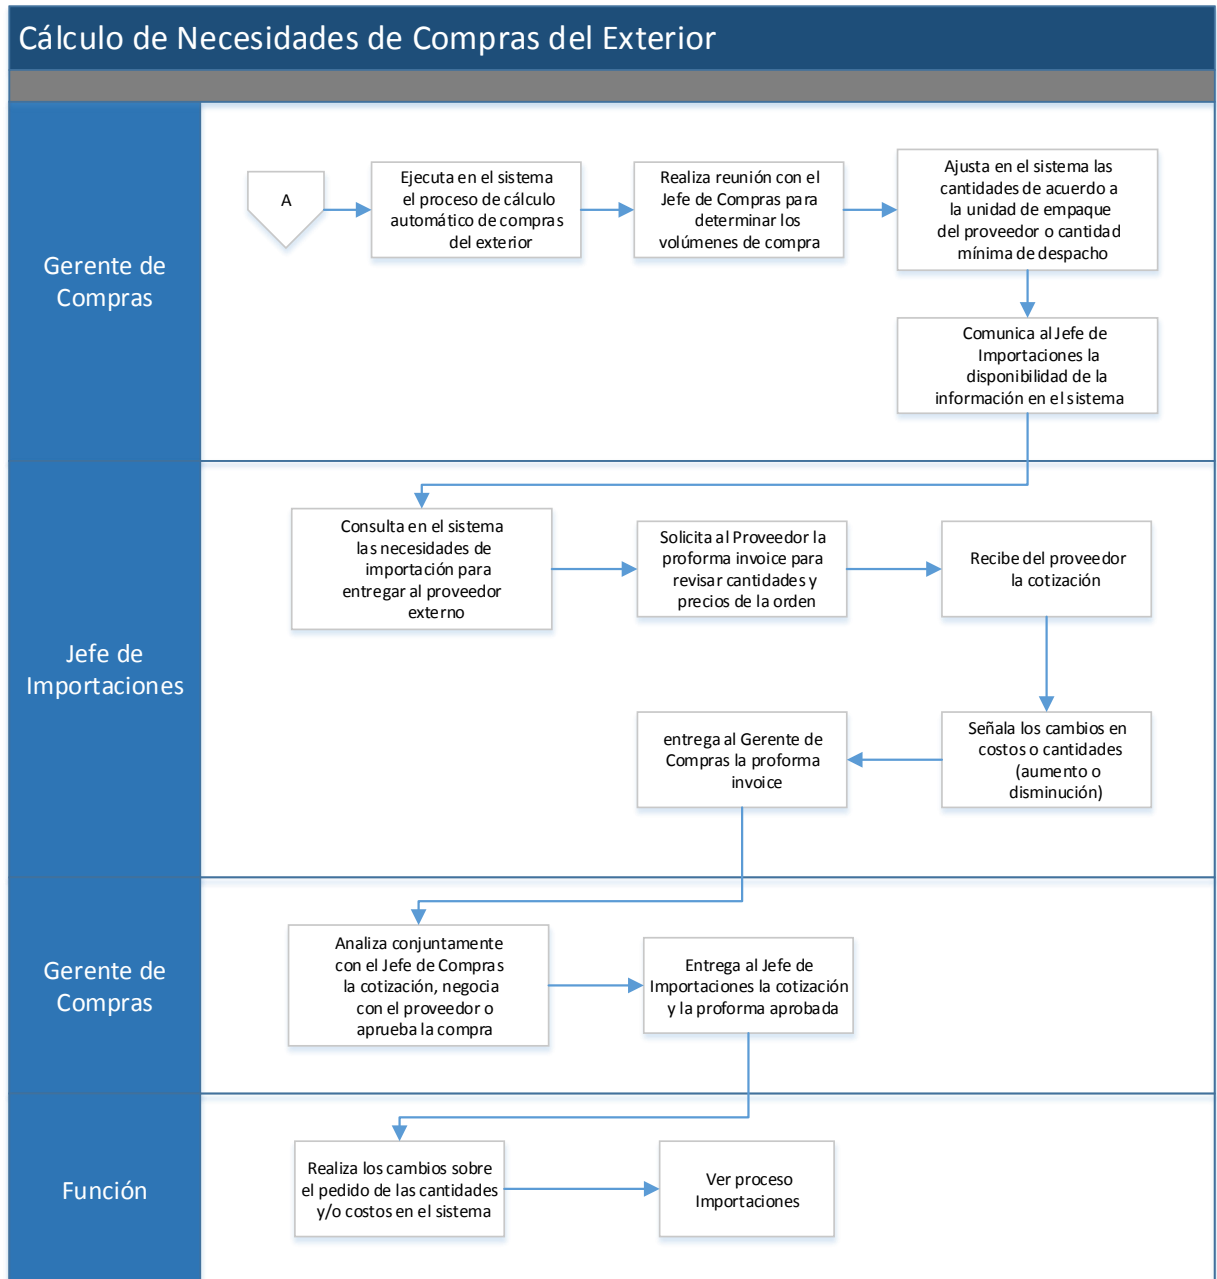 Cálculo de Necesidades de Compras del Exterior
Gerente de
Compras
A
Ejecuta en el sistema
el proceso de cálculo
automático de compras
del exterior
Realiza reunión con el
Jefe de Compras para
determinar los
volúmenes de compra
Ajusta en el sistema las
cantidades de acuerdo a
la unidad de empaque
del proveedor o cantidad
mínima de despacho
Comunica al Jefe de
Importaciones la
disponibilidad de la
información en el sistema
Jefe de
Importaciones
Consulta en el sistema
las necesidades de
importación para
entregar al proveedor
externo
Solicita al Proveedor la
proforma invoice para
revisar cantidades y
precios de la orden
Recibe del proveedor
la cotización
Señala los cambios en
costos o cantidades
(aumento o
disminución)
entrega al Gerente de
Compras la proforma
invoice
Gerente de
Compras
Analiza conjuntamente
con el Jefe de Compras
la cotización, negocia
con el proveedor o
aprueba la compra
Entrega al Jefe de
Importaciones la cotización
y la proforma aprobada
Función
Realiza los cambios sobre
el pedido de las cantidades
y/o costos en el sistema
Ver proceso
Importaciones